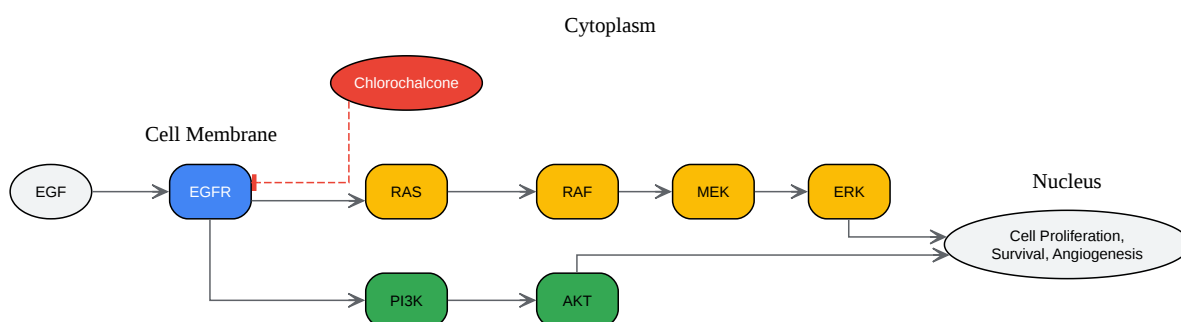 Cytoplasm
Chlorochalcone
Cell Membrane
EGF
EGFR
RAS
RAF
MEK
ERK
Nucleus
Cell Proliferation,
Survival, Angiogenesis
PI3K
AKT